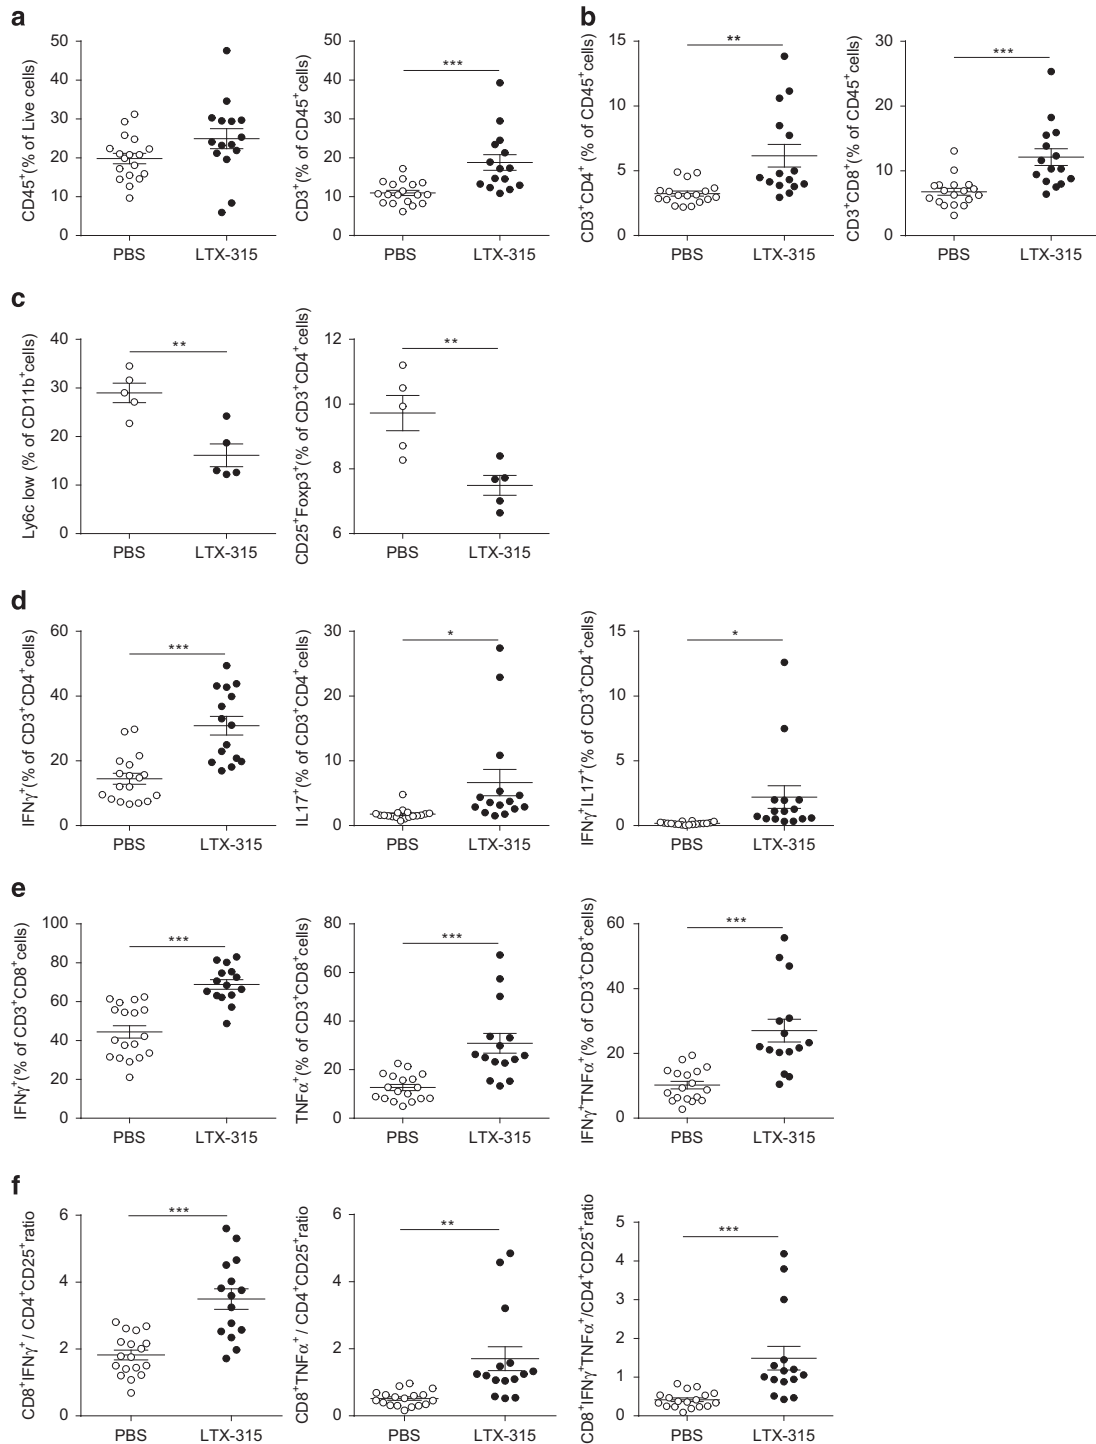 a
CD45⁺(% of Live cells)
50
40
30
20
10
0
PBS
LTX-315
CD3⁺(% of CD45⁺cells)
50
40
30
20
10
0
***
PBS
LTX-315
b
CD3⁺CD4⁺ (% of CD45⁺cells)
15
10
5
0
**
PBS
LTX-315
CD3⁺CD8⁺(% of CD45⁺cells)
30
20
10
0
***
PBS
LTX-315
c
Ly6c low (% of CD11b⁺cells)
40
30
20
10
0
**
PBS
LTX-315
CD25⁺Foxp3⁺(% of CD3⁺CD4⁺cells)
12
10
8
6
**
PBS
LTX-315
d
IFNγ⁺(% of CD3⁺CD4⁺cells)
60
40
20
0
***
PBS
LTX-315
IL17⁺(% of CD3⁺CD4⁺cells)
30
20
10
0
*
PBS
LTX-315
IFNγ⁺IL17⁺(% of CD3⁺CD4⁺cells)
15
10
5
0
*
PBS
LTX-315
e
IFNγ⁺(% of CD3⁺CD8⁺cells)
100
80
60
40
20
0
***
PBS
LTX-315
TNFα⁺(% of CD3⁺CD8⁺cells)
80
60
40
20
0
***
PBS
LTX-315
IFNγ⁺TNFα⁺(% of CD3⁺CD8⁺cells)
60
40
20
0
***
PBS
LTX-315
f
CD8⁺IFNγ⁺ / CD4⁺CD25⁺ratio
6
4
2
0
***
PBS
LTX-315
CD8⁺TNFα⁺ / CD4⁺CD25⁺ratio
6
4
2
0
**
PBS
LTX-315
CD8⁺IFNγ⁺TNFα⁺/CD4⁺CD25⁺ratio
5
4
3
2
1
0
***
PBS
LTX-315